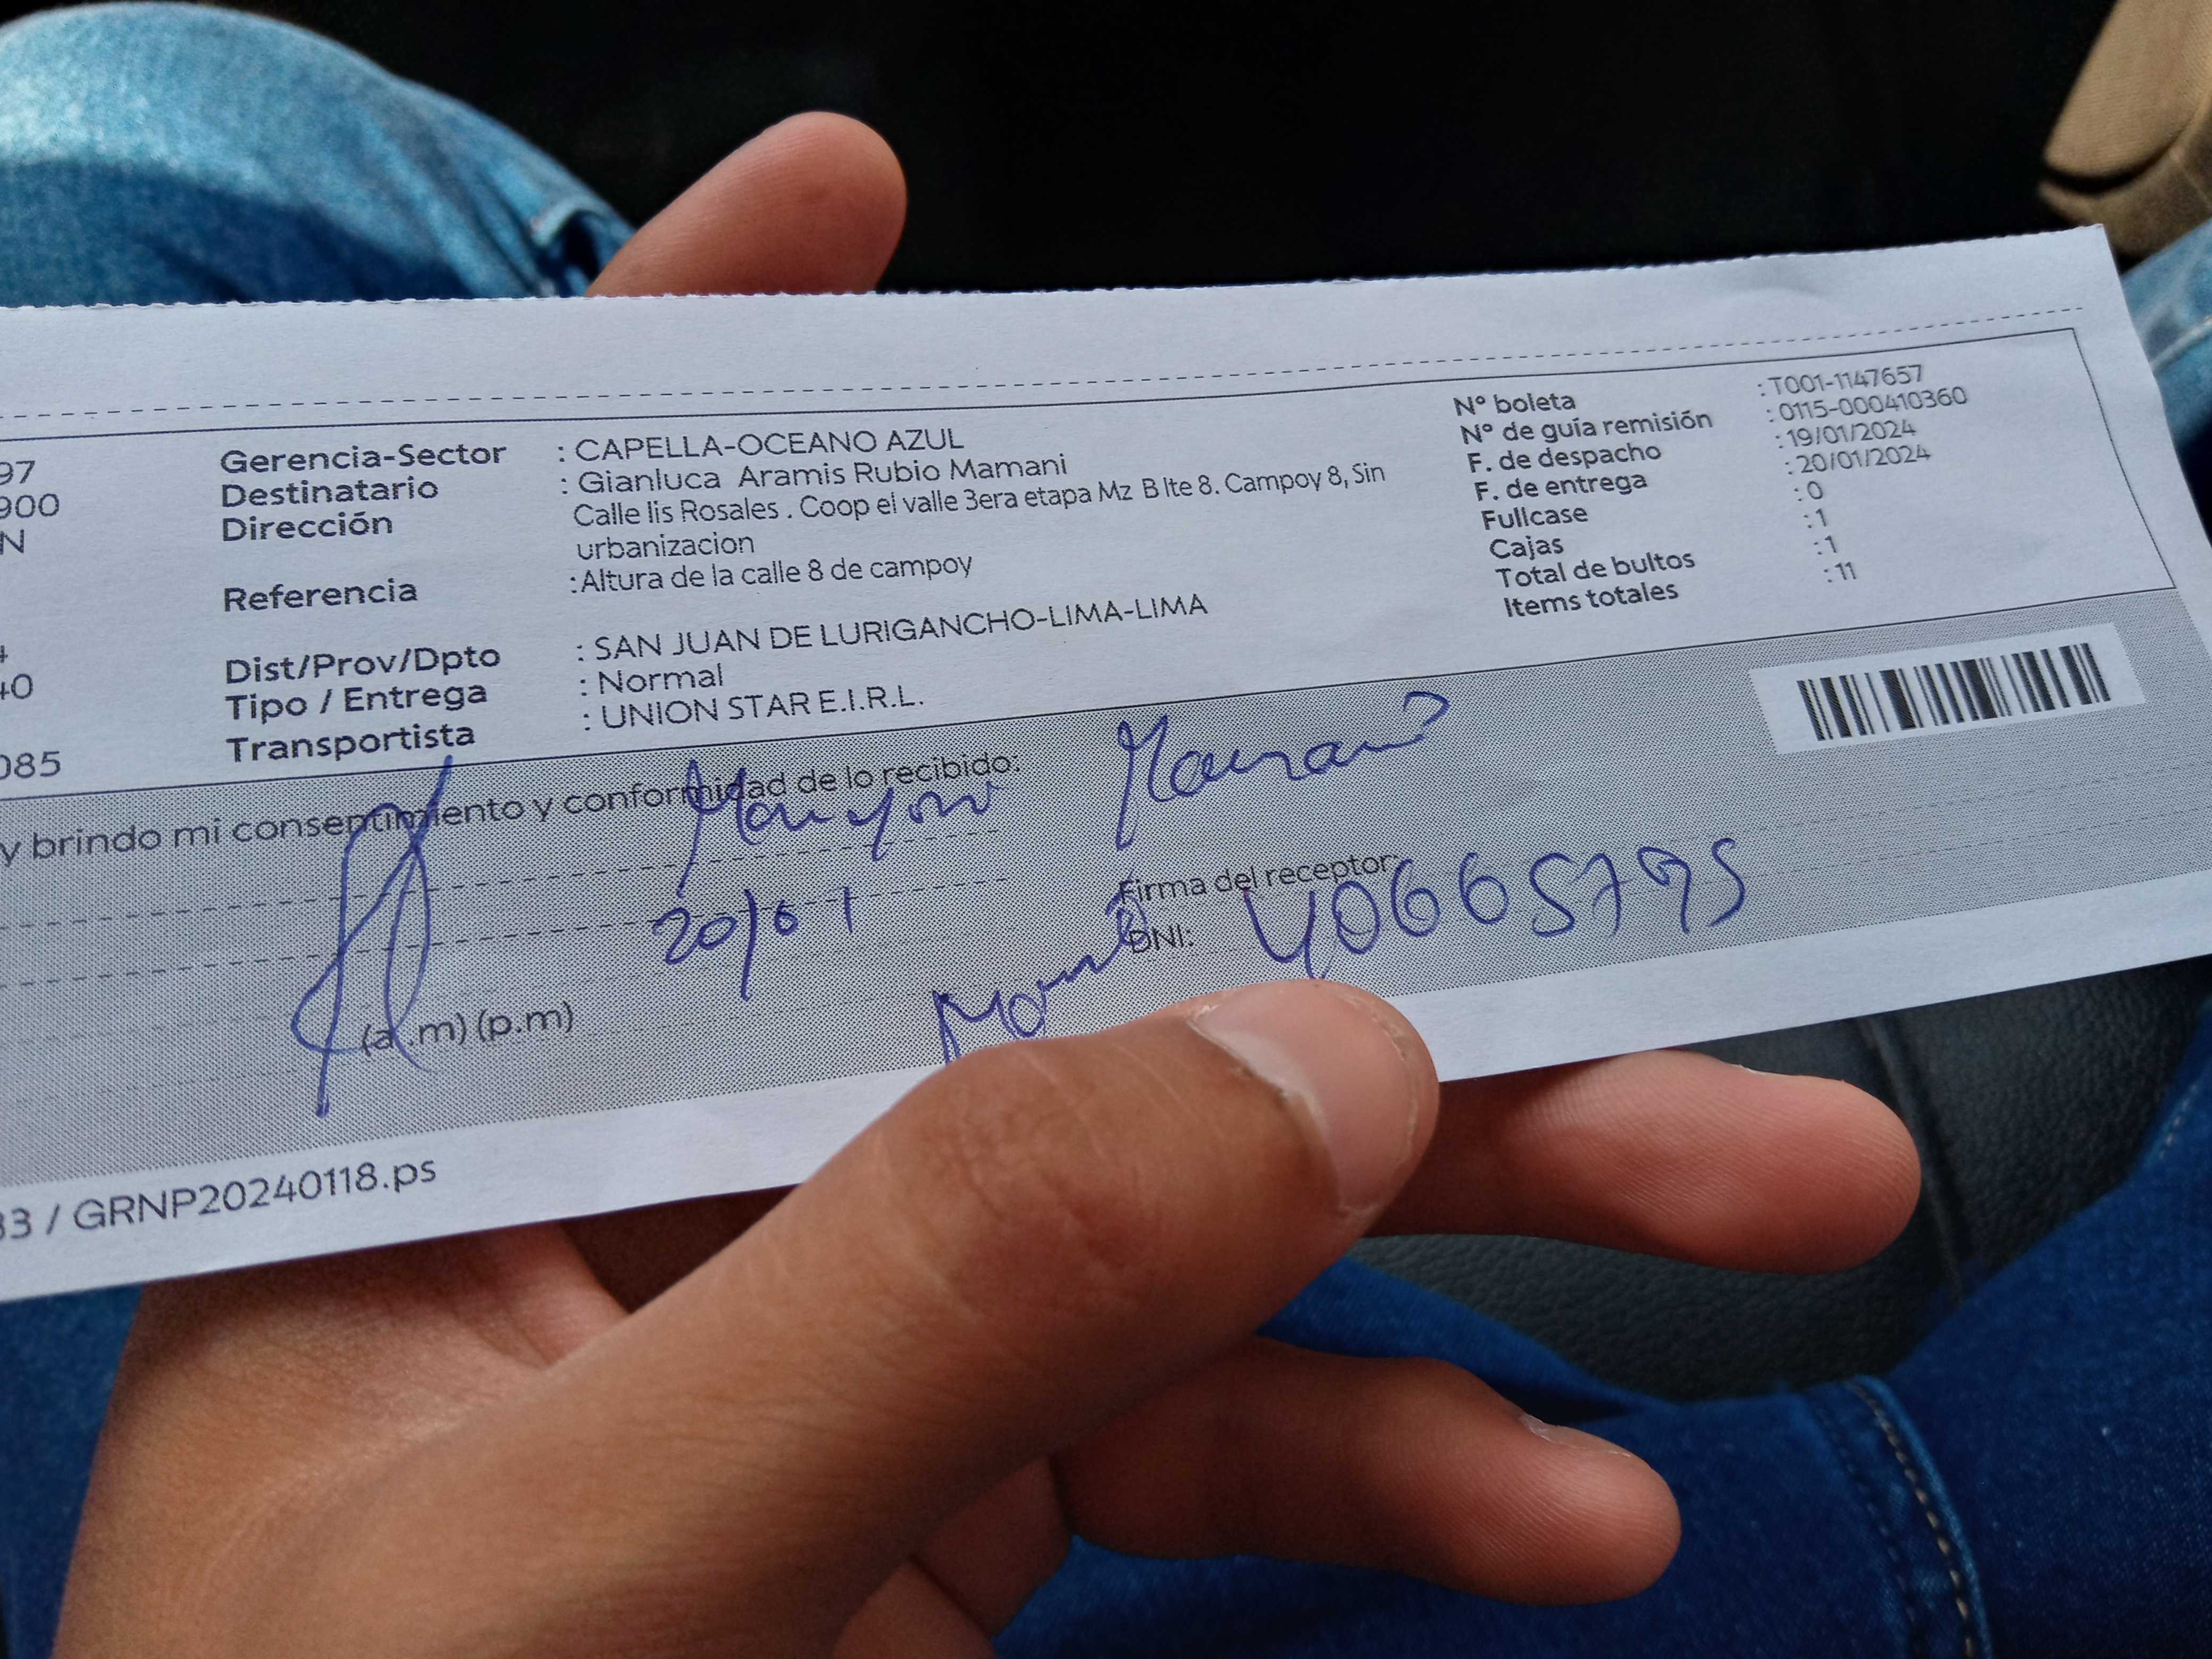 97
900
N
40
085
Gerencia-Sector : CAPELLA-OCEANO AZUL
Destinatario : Gianluca Aramis Rubio Mamani
Dirección Calle lis Rosales . Coop el valle 3era etapa Mz B lte 8. Campoy 8, Sin
urbanizacion
Referencia :Altura de la calle 8 de campoy
Dist/Prov/Dpto : SAN JUAN DE LURIGANCHO-LIMA-LIMA
Tipo / Entrega : Normal
Transportista : UNION STAR E.I.R.L.
N° boleta : T001-1147657
N° de guía remisión : 0115-000410360
F. de despacho : 19/01/2024
F. de entrega : 20/01/2024
Fullcase : 0
Cajas : 1
Total de bultos : 1
Items totales : 11
y brindo mi consentimiento y conformidad de lo recibido:
20/01
Firma del receptor:
DNI: 40665795
(a.m) (p.m)
33 / GRNP20240118.ps